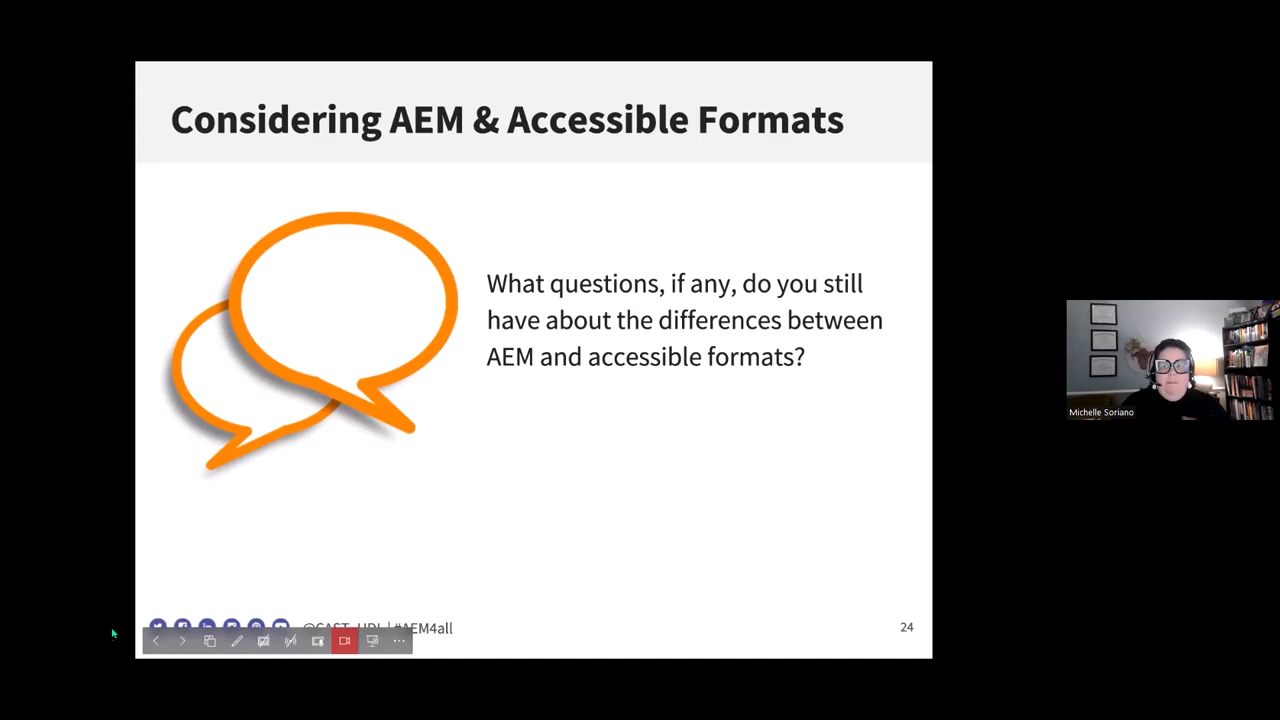 Considering AEM & Accessible Formats
What questions, if any, do you still
have about the differences between
AEM and accessible formats?
Michelle Soriano
@CAST_UDL | #AEM4all
24